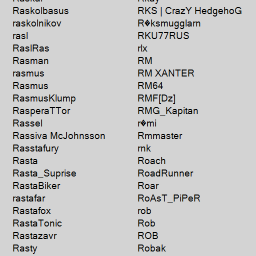 Raskolbasus
raskolnikov
rasl
RaslRas
Rasman
rasmus
Rasmus
RasmusKlump
RasperaTTor
Rassel
Rassiva McJohnsson
Rasstafury
Rasta
Rasta_Suprise
RastaBiker
rastafar
Rastafox
RastaTonic
Rastazavr
Rasty
RKS | CrazY HedgehoG
R�ksmugglarn
RKU77RUS
rlx
RM
RM XANTER
RM64
RMF[Dz]
RMG_Kapitan
r�mi
Rmmaster
rnk
Roach
RoadRunner
Roar
RoAsT_PiPeR
rob
Rob
ROB
Robak